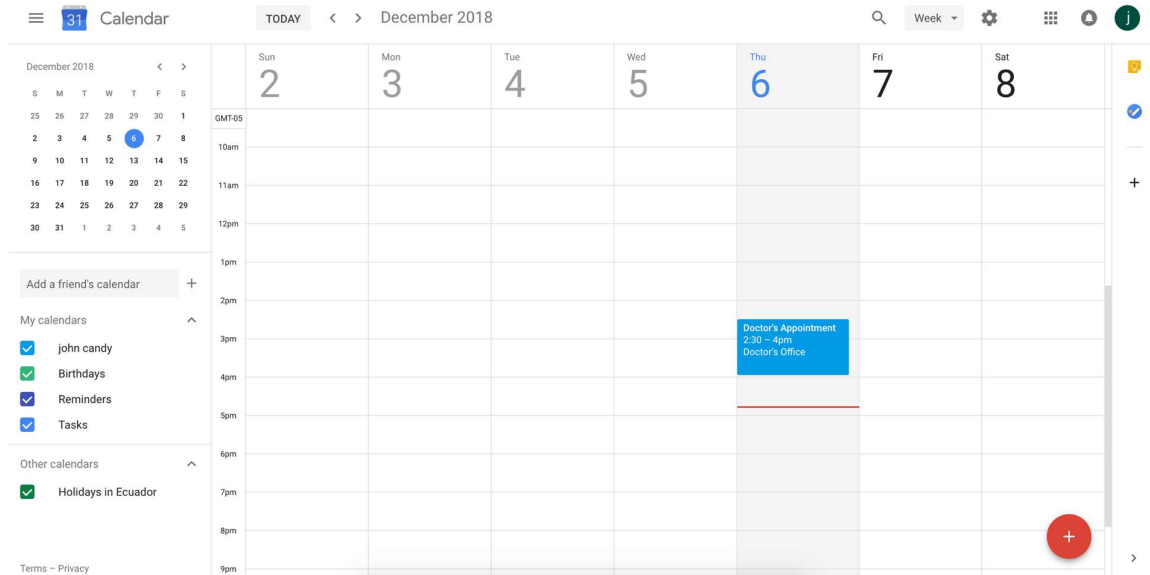 31 Calendar TODAY December 2018 Week j
December 2018
S M T W T F S
25 26 27 28 29 30 1
2 3 4 5 6 7 8
9 10 11 12 13 14 15
16 17 18 19 20 21 22
23 24 25 26 27 28 29
30 31 1 2 3 4 5
Add a friend's calendar
My calendars
john candy
Birthdays
Reminders
Tasks
Other calendars
Holidays in Ecuador
Terms – Privacy
Sun Mon Tue Wed Thu Fri Sat
2 3 4 5 6 7 8
GMT-05
10am
11am
12pm
1pm
2pm
3pm
4pm
5pm
6pm
7pm
8pm
9pm
Doctor's Appointment
2:30 – 4pm
Doctor's Office